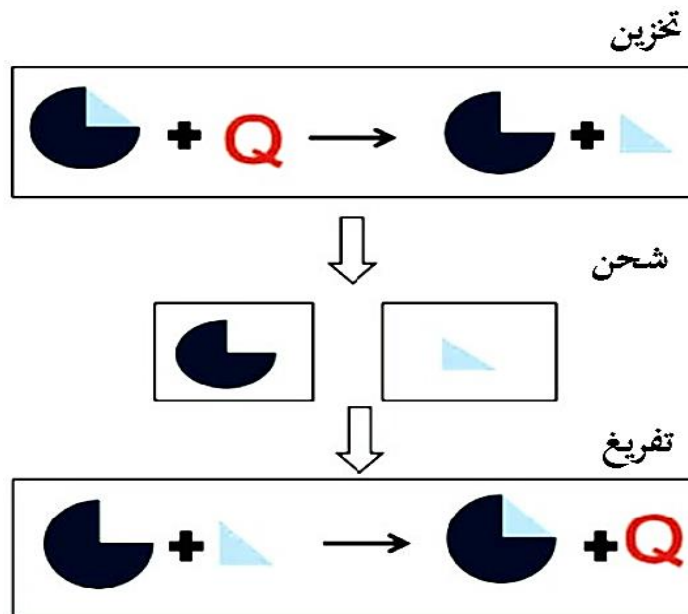 تخزين
+ Q → +
شحن
تفريغ
+ → + Q